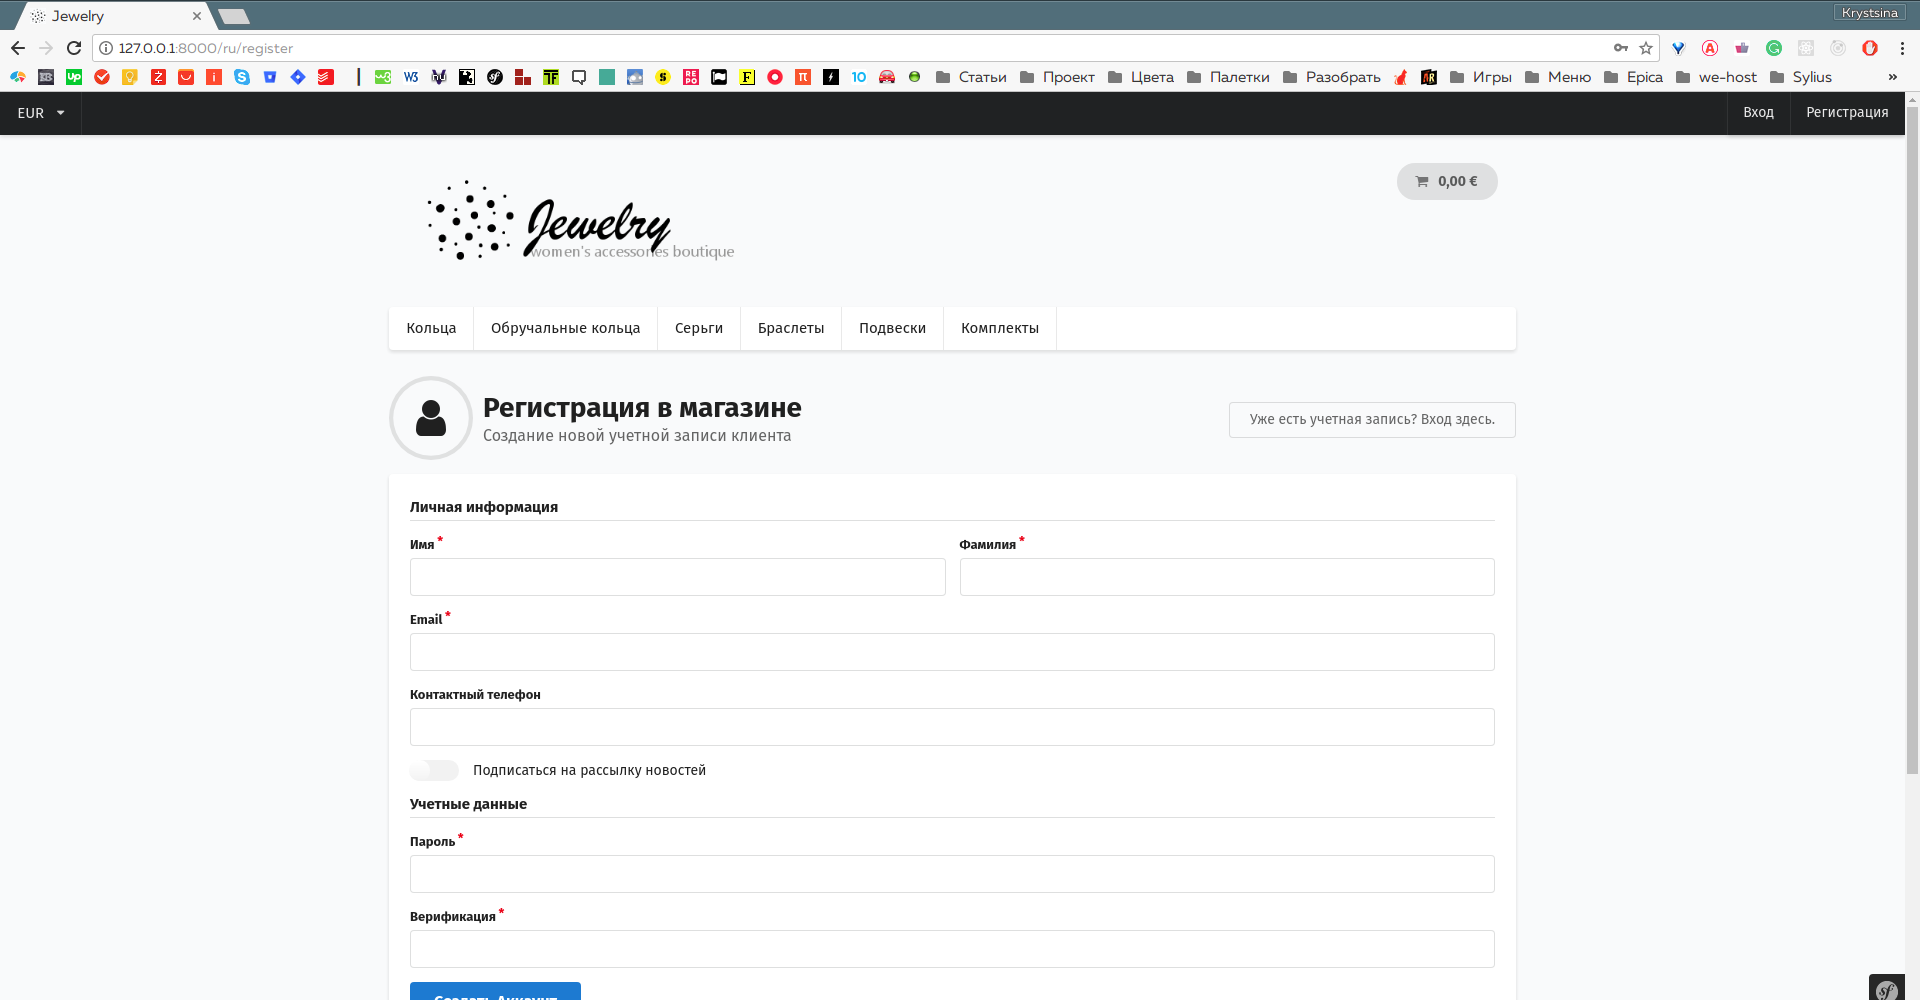 Jewelry
Krystsina
127.0.0.1:8000/ru/register
Статьи Проект Цвета Палетки Разобрать Игры Меню Epica we-host Sylius »
EUR Вход Регистрация
0,00 €
Jewelry
women's accessories boutique
Кольца Обручальные кольца Серьги Браслеты Подвески Комплекты
Регистрация в магазине
Создание новой учетной записи клиента
Уже есть учетная запись? Вход здесь.
Личная информация
Имя * Фамилия *
Email *
Контактный телефон
Подписаться на рассылку новостей
Учетные данные
Пароль *
Верификация *
Создать Аккаунт